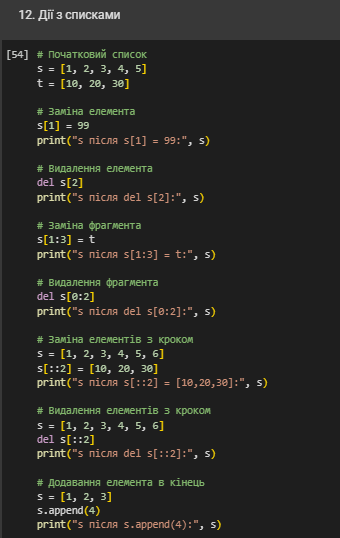 12. Дії з списками
[54] # Початковий список
s = [1, 2, 3, 4, 5]
t = [10, 20, 30]
# Заміна елемента
s[1] = 99
print("s після s[1] = 99:", s)
# Видалення елемента
del s[2]
print("s після del s[2]:", s)
# Заміна фрагмента
s[1:3] = t
print("s після s[1:3] = t:", s)
# Видалення фрагмента
del s[0:2]
print("s після del s[0:2]:", s)
# Заміна елементів з кроком
s = [1, 2, 3, 4, 5, 6]
s[::2] = [10, 20, 30]
print("s після s[::2] = [10,20,30]:", s)
# Видалення елементів з кроком
s = [1, 2, 3, 4, 5, 6]
del s[::2]
print("s після del s[::2]:", s)
# Додавання елемента в кінець
s = [1, 2, 3]
s.append(4)
print("s після s.append(4):", s)